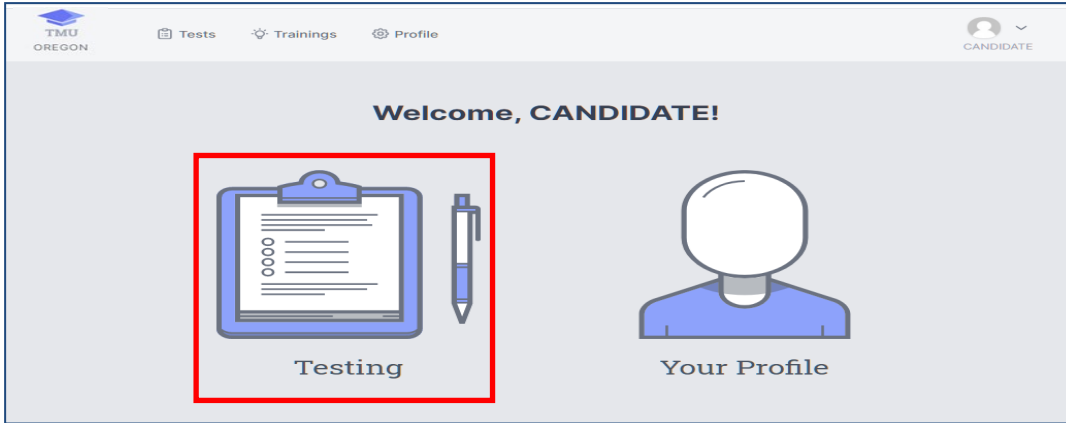 TMU
OREGON
Tests
Trainings
Profile
CANDIDATE
Welcome, CANDIDATE!
Testing
Your Profile